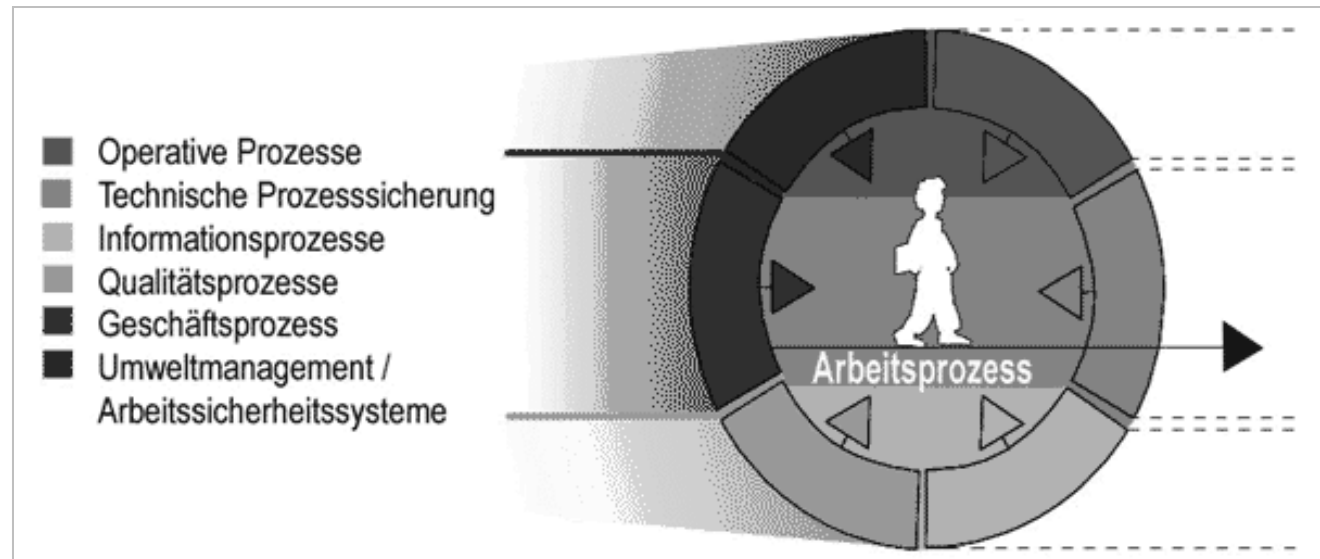 Operative Prozesse
Technische Prozesssicherung
Informationsprozesse
Qualitätsprozesse
Geschäftsprozess
Umweltmanagement /
Arbeitssicherheitssysteme
Arbeitsprozess